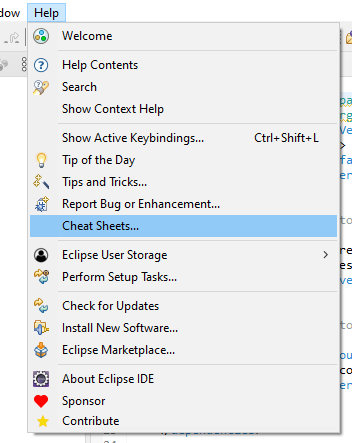 Help
Welcome
Help Contents
Search
Show Context Help
Show Active Keybindings... Ctrl+Shift+L
Tip of the Day
Tips and Tricks...
Report Bug or Enhancement...
Cheat Sheets...
Eclipse User Storage
Perform Setup Tasks...
Check for Updates
Install New Software...
Eclipse Marketplace...
About Eclipse IDE
Sponsor
Contribute